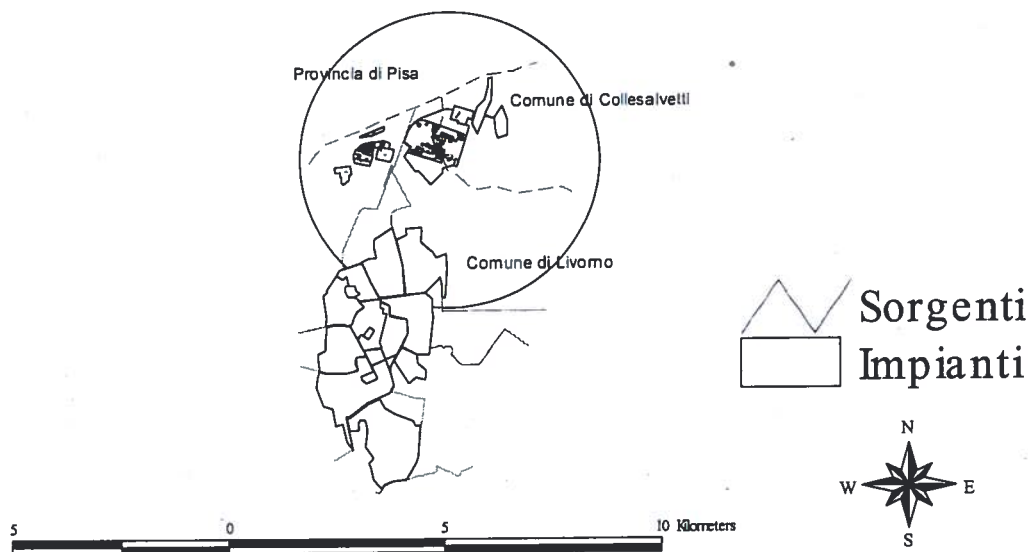 Provincia di Pisa
Comune di Collesalvetti
Comune di Livorno
Sorgenti
Impianti
N
W E
S
5 0 5 10 Kilometers